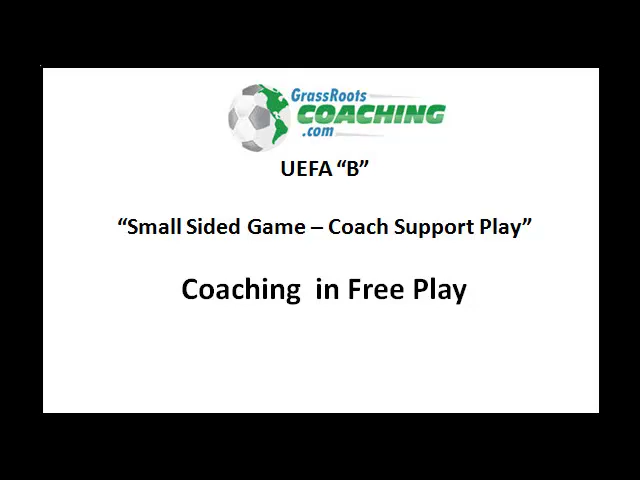 GrassRoots
COACHING
.com
UEFA “B”
“Small Sided Game – Coach Support Play”
Coaching  in Free Play